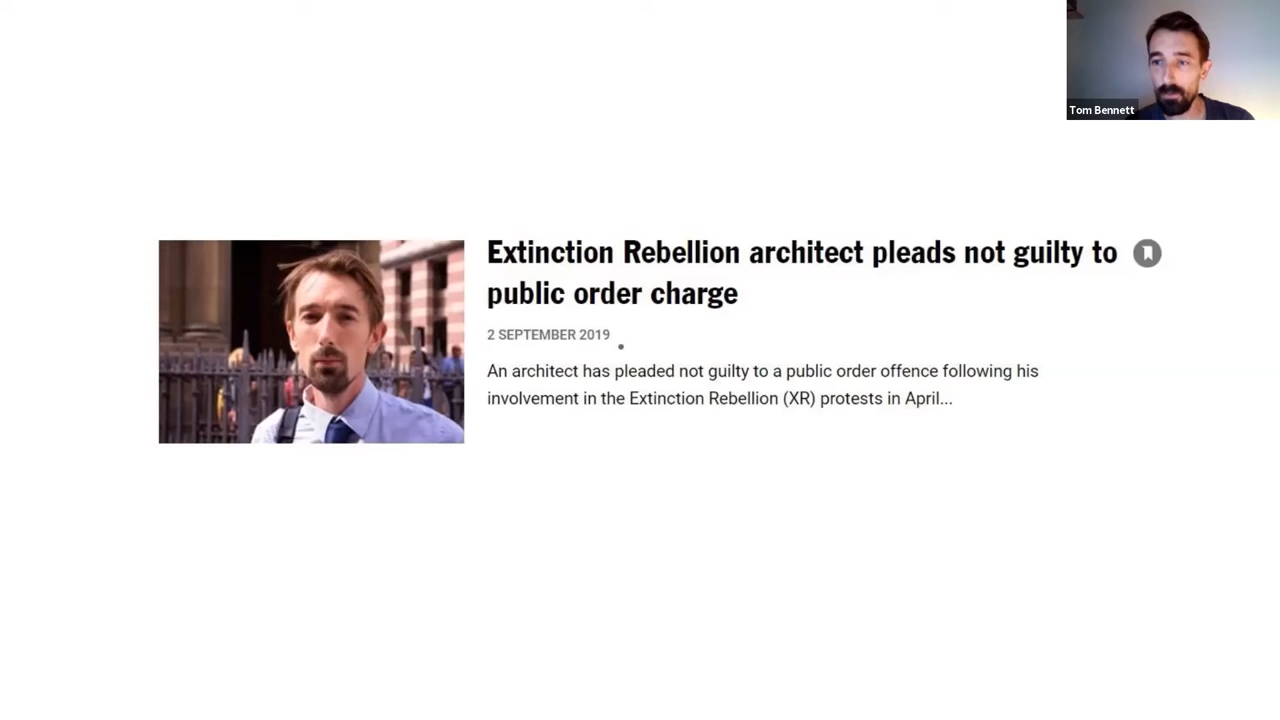 Tom Bennett
Extinction Rebellion architect pleads not guilty to
public order charge
2 SEPTEMBER 2019
An architect has pleaded not guilty to a public order offence following his
involvement in the Extinction Rebellion (XR) protests in April...